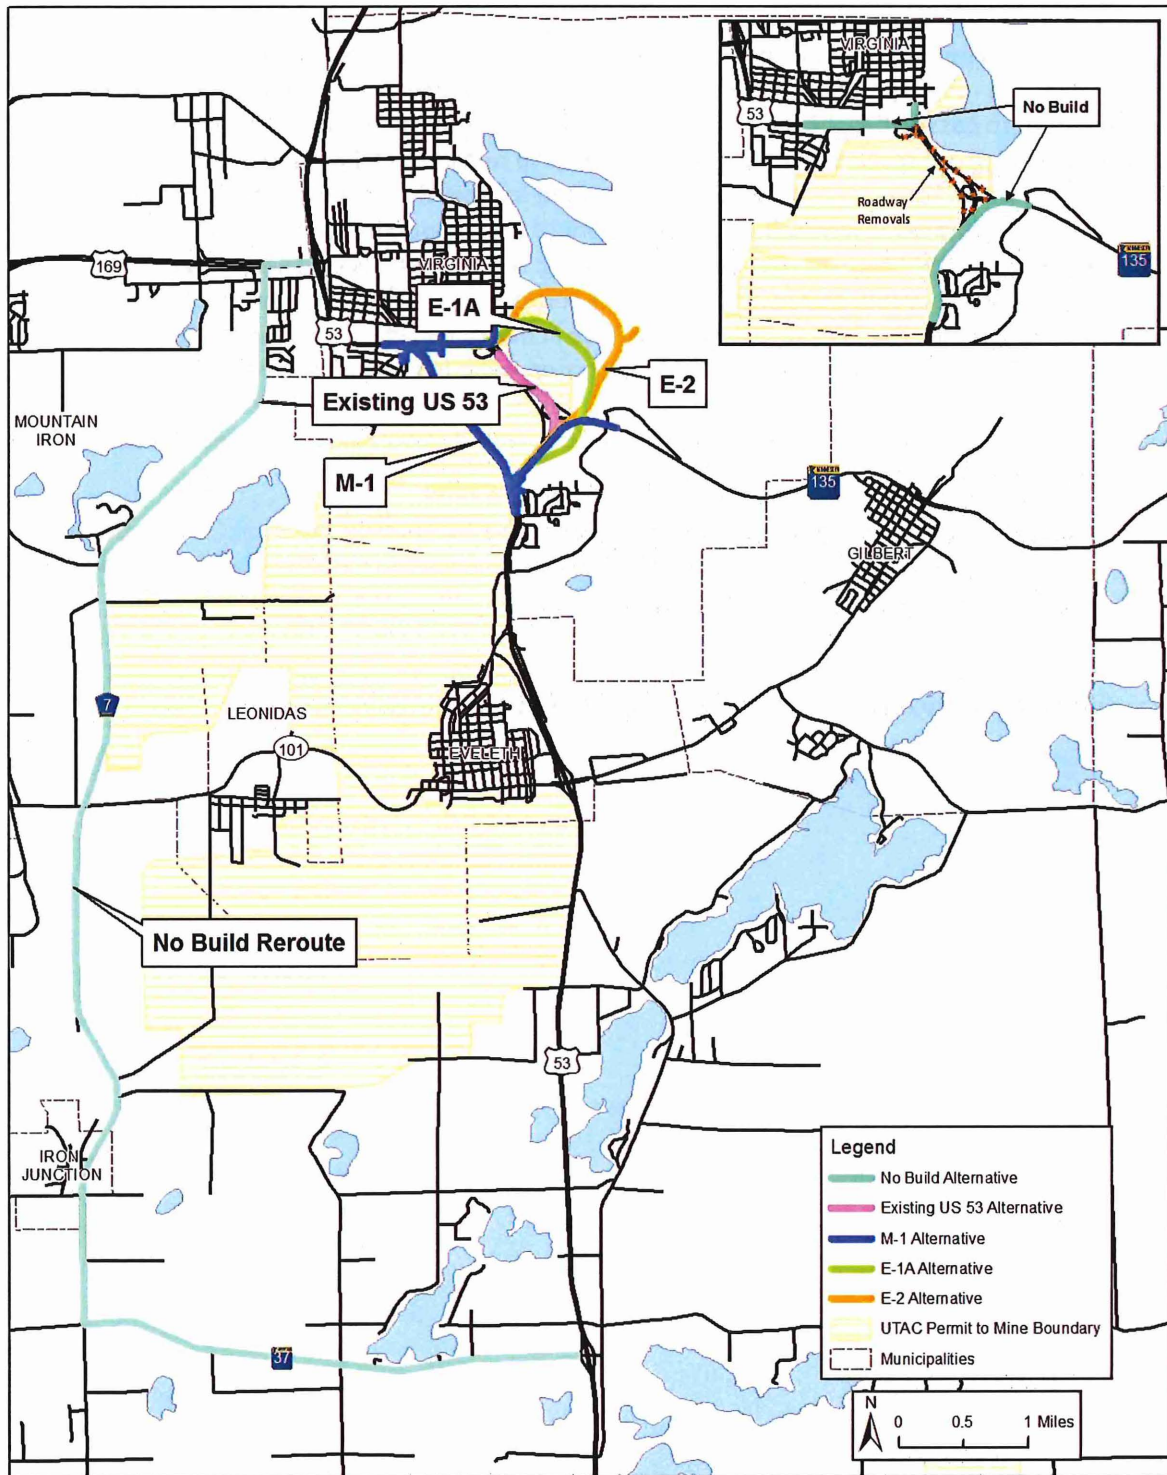 VIRGINIA
53
No Build
Roadway
Removals
135
169
VIRGINIA
E-1A
53
E-2
Existing US 53
MOUNTAIN
IRON
M-1
135
GILBERT
7
LEONIDAS
101
EVELETH
No Build Reroute
53
IRON
JUNCTION
37
Legend
No Build Alternative
Existing US 53 Alternative
M-1 Alternative
E-1A Alternative
E-2 Alternative
UTAC Permit to Mine Boundary
Municipalities
N
0 0.5 1 Miles